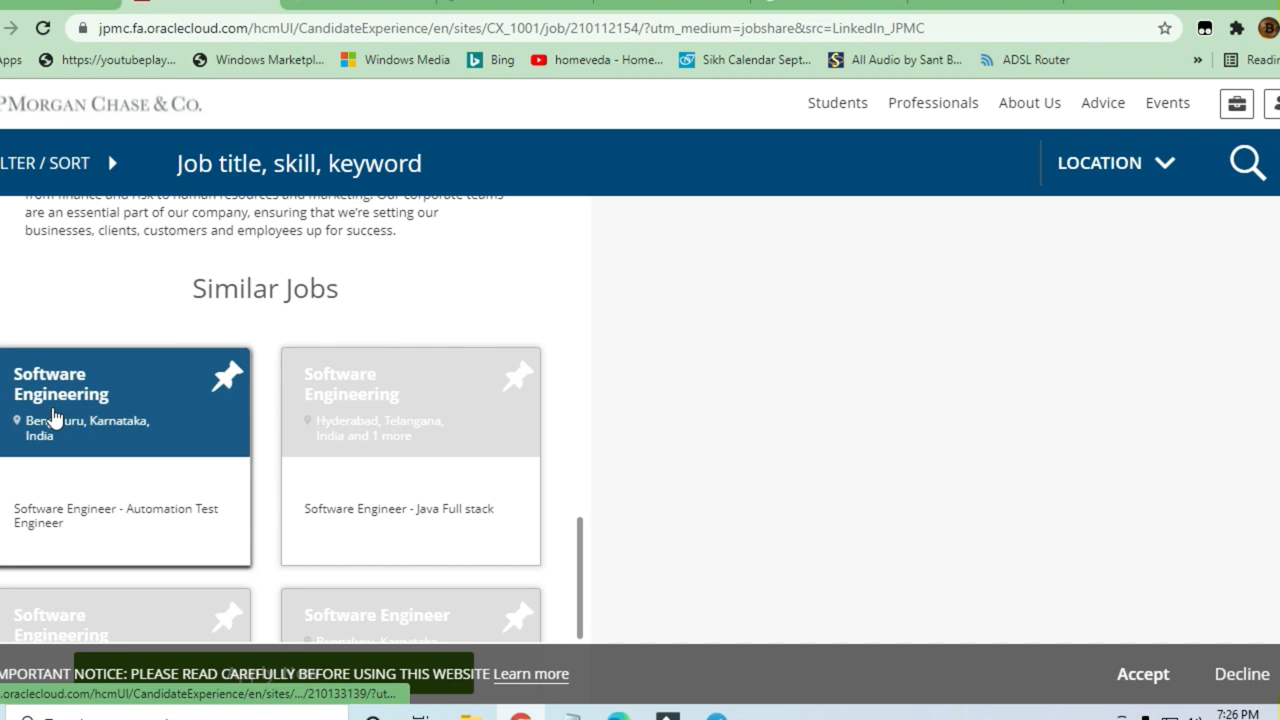 jpmc.fa.oraclecloud.com/hcmUI/CandidateExperience/en/sites/CX_1001/job/210112154/?utm_medium=jobshare&src=LinkedIn_JPMC
pps https://youtubeplay... Windows Marketpl... Windows Media Bing homeveda - Home... Sikh Calendar Sept... All Audio by Sant B... ADSL Router » Readin
PMORGAN CHASE & CO. Students Professionals About Us Advice Events
LTER / SORT Job title, skill, keyword LOCATION
are an essential part of our company, ensuring that we're setting our
businesses, clients, customers and employees up for success.
Similar Jobs
Software
Engineering
Bengaluru, Karnataka,
India
Software Engineer - Automation Test
Engineer
Software
Engineering
Hyderabad, Telangana,
India and 1 more
Software Engineer - Java Full stack
Software
Engineering
Software Engineer
Bengaluru, Karnataka,
MPORTANT NOTICE: PLEASE READ CAREFULLY BEFORE USING THIS WEBSITE Learn more Accept Decline
.oraclecloud.com/hcmUI/CandidateExperience/en/sites/.../210133139/?ut...
7:26 PM